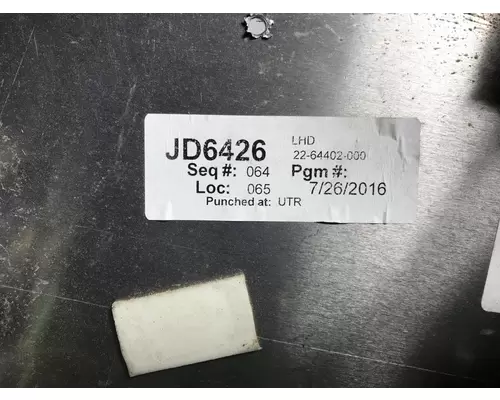 JD6426 LHD
22-64402-000
Seq #: 064 Pgm #:
Loc: 065 7/26/2016
Punched at: UTR